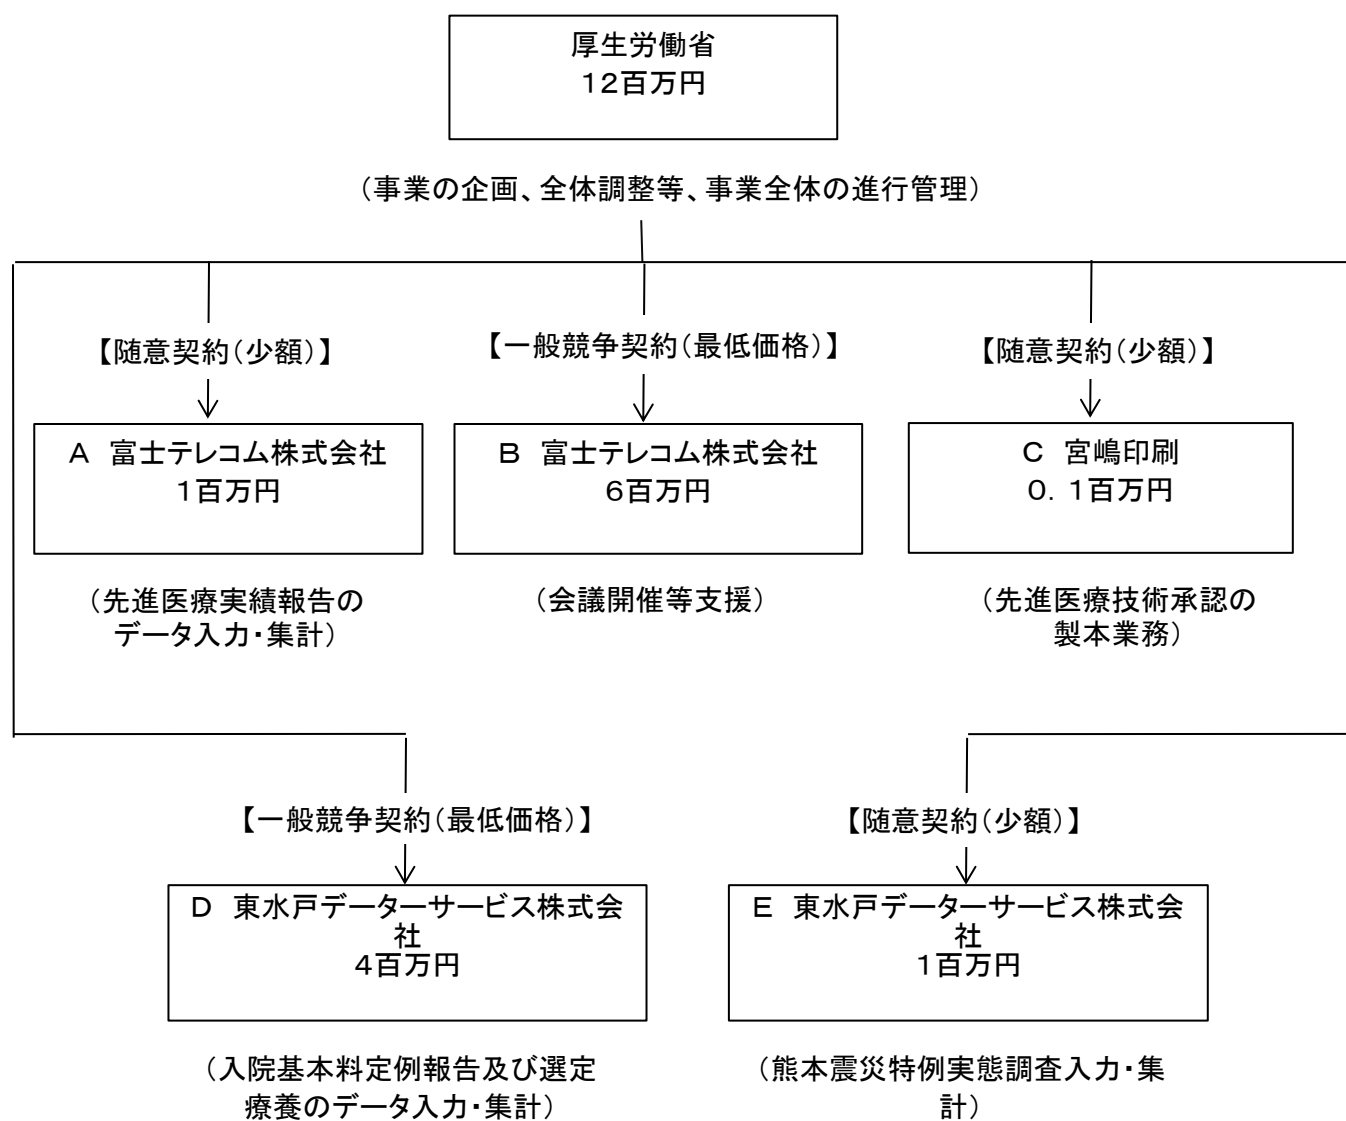 厚生労働省
１２百万円
（事業の企画、全体調整等、事業全体の進行管理）
【随意契約（少額）】
【一般競争契約（最低価格）】
【随意契約（少額）】
Ａ　富士テレコム株式会社
１百万円
Ｂ　富士テレコム株式会社
６百万円
Ｃ　宮嶋印刷
０．１百万円
（先進医療実績報告の
データ入力・集計）
（会議開催等支援）
（先進医療技術承認の
製本業務）
【一般競争契約（最低価格）】
【随意契約（少額）】
Ｄ　東水戸データーサービス株式会
社
４百万円
Ｅ　東水戸データーサービス株式会
社
１百万円
（入院基本料定例報告及び選定
療養のデータ入力・集計）
（熊本震災特例実態調査入力・集
計）